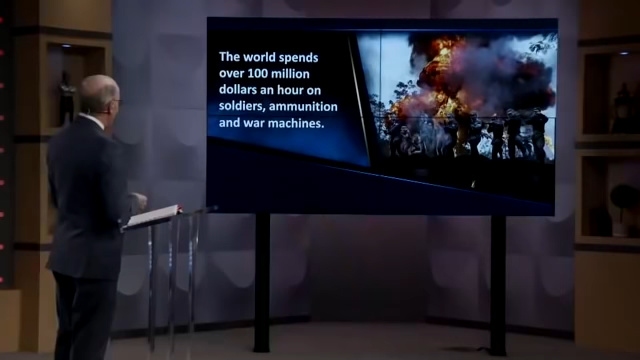 The world spends
over 100 million
dollars an hour on
soldiers, ammunition
and war machines.